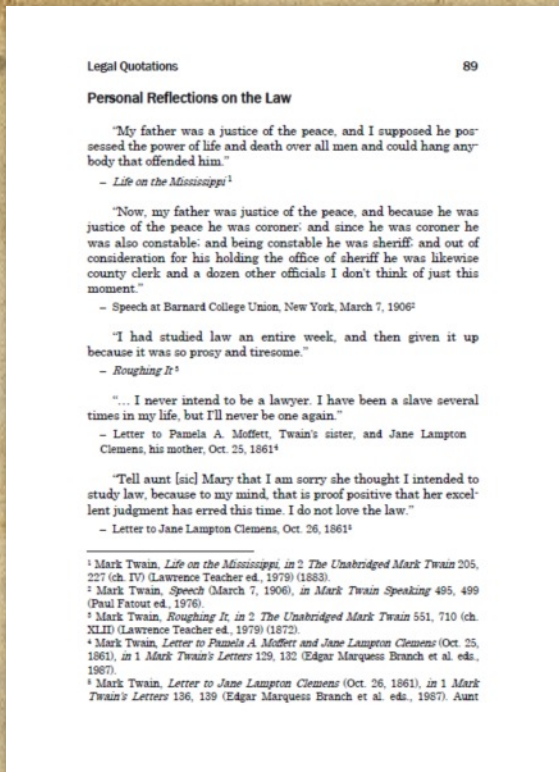 Legal Quotations 89
Personal Reflections on the Law
“My father was a justice of the peace, and I supposed he pos-
sessed the power of life and death over all men and could hang any-
body that offended him.”
– Life on the Mississippi¹
“Now, my father was justice of the peace, and because he was
justice of the peace he was coroner; and since he was coroner he
was also constable; and being constable he was sheriff; and out of
consideration for his holding the office of sheriff he was likewise
county clerk and a dozen other officials I don't think of just this
moment.”
– Speech at Barnard College Union, New York, March 7, 1906²
“I had studied law an entire week, and then given it up
because it was so prosy and tiresome.”
– Roughing It³
“... I never intend to be a lawyer. I have been a slave several
times in my life, but I'll never be one again.”
– Letter to Pamela A. Moffett, Twain's sister, and Jane Lampton
Clemens, his mother, Oct. 25, 1861⁴
“Tell aunt [sic] Mary that I am sorry she thought I intended to
study law, because to my mind, that is proof positive that her excel-
lent judgment has erred this time. I do not love the law.”
– Letter to Jane Lampton Clemens, Oct. 26, 1861⁵
¹ Mark Twain, Life on the Mississippi, in 2 The Unabridged Mark Twain 205,
227 (ch. IV) (Lawrence Teacher ed., 1979) (1883).
² Mark Twain, Speech (March 7, 1906), in Mark Twain Speaking 495, 499
(Paul Fatout ed., 1976).
³ Mark Twain, Roughing It, in 2 The Unabridged Mark Twain 551, 710 (ch.
XLII) (Lawrence Teacher ed., 1979) (1872).
⁴ Mark Twain, Letter to Pamela A. Moffett and Jane Lampton Clemens (Oct. 25,
1861), in 1 Mark Twain's Letters 129, 132 (Edgar Marquess Branch et al. eds.,
1987).
⁵ Mark Twain, Letter to Jane Lampton Clemens (Oct. 26, 1861), in 1 Mark
Twain's Letters 136, 139 (Edgar Marquess Branch et al. eds., 1987). Aunt